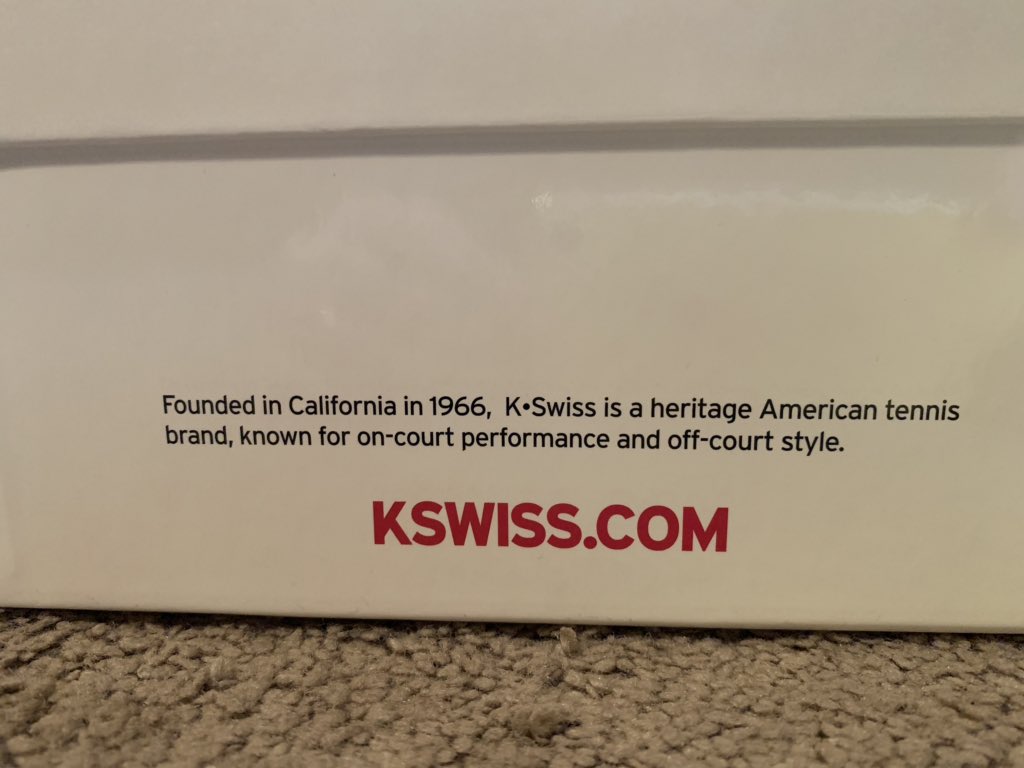 Founded in California in 1966, K•Swiss is a heritage American tennis
brand, known for on-court performance and off-court style.
KSWISS.COM